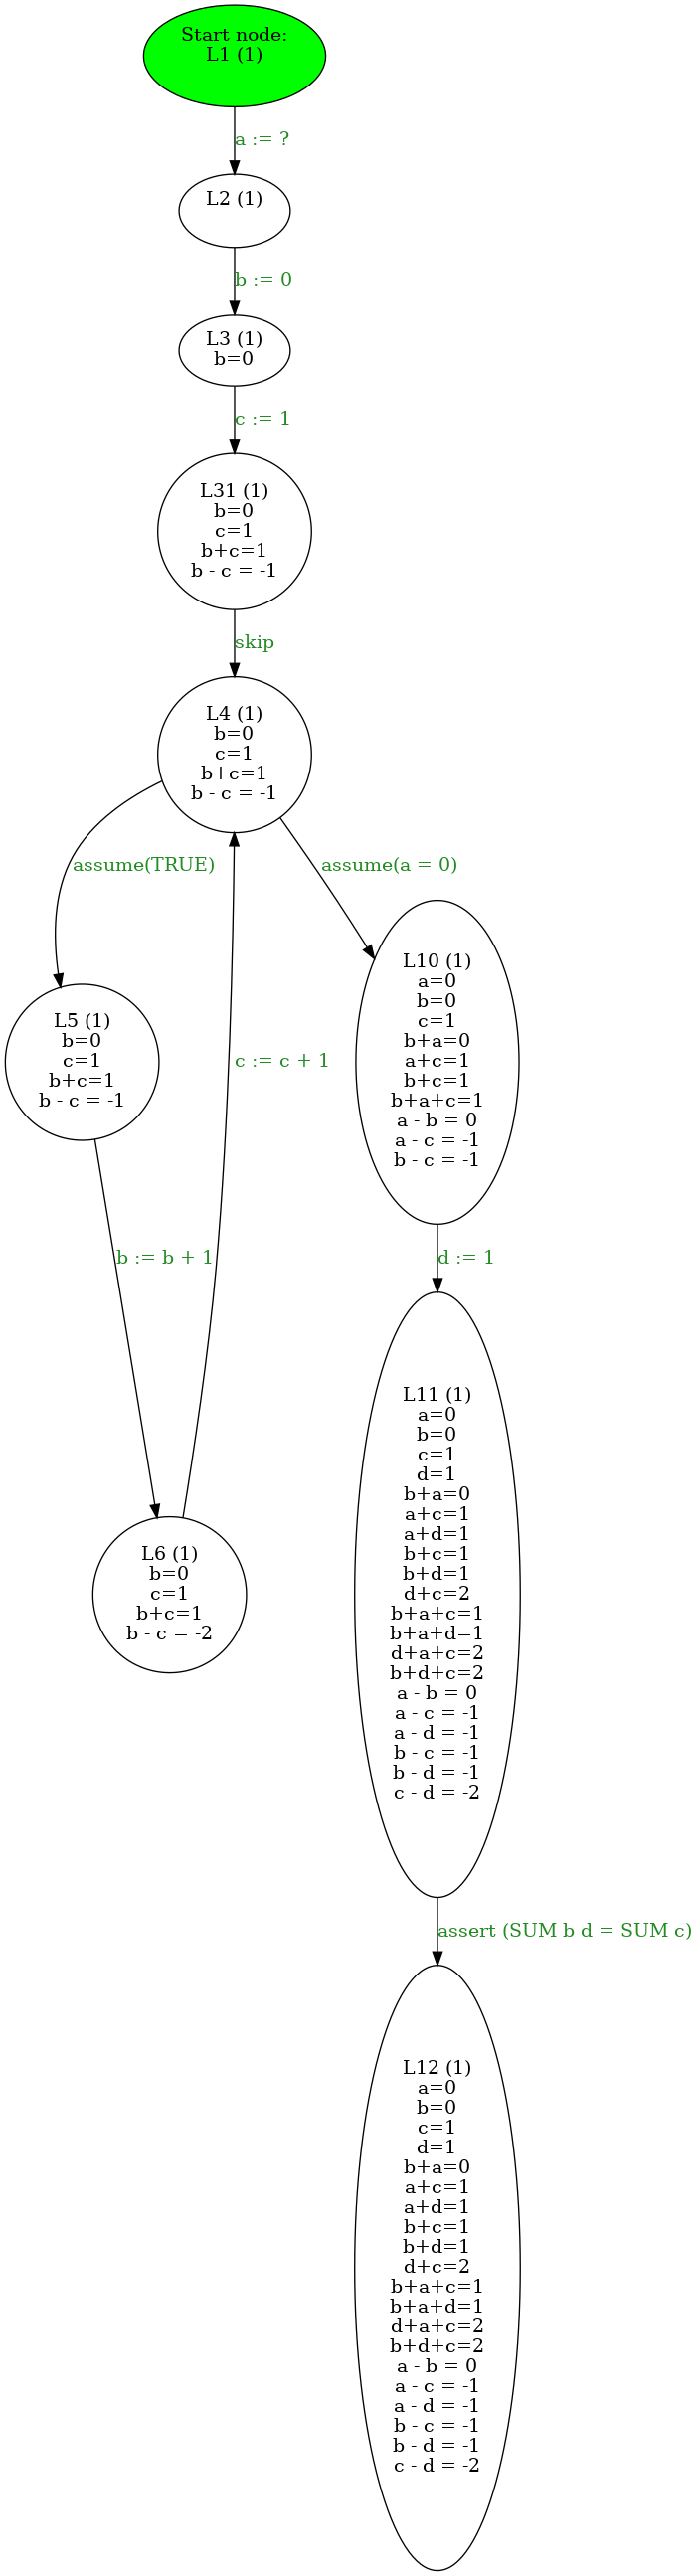 Start node:
L1 (1)
a := ?
L2 (1)
b := 0
L3 (1)
b=0
c := 1
L31 (1)
b=0
c=1
b+c=1
b - c = -1
skip
L4 (1)
b=0
c=1
b+c=1
b - c = -1
assume(TRUE)
assume(a = 0)
L5 (1)
b=0
c=1
b+c=1
b - c = -1
c := c + 1
L10 (1)
a=0
b=0
c=1
b+a=0
a+c=1
b+c=1
b+a+c=1
a - b = 0
a - c = -1
b - c = -1
b := b + 1
d := 1
L6 (1)
b=0
c=1
b+c=1
b - c = -2
L11 (1)
a=0
b=0
c=1
d=1
b+a=0
a+c=1
a+d=1
b+c=1
b+d=1
d+c=2
b+a+c=1
b+a+d=1
d+a+c=2
b+d+c=2
a - b = 0
a - c = -1
a - d = -1
b - c = -1
b - d = -1
c - d = -2
assert (SUM b d = SUM c)
L12 (1)
a=0
b=0
c=1
d=1
b+a=0
a+c=1
a+d=1
b+c=1
b+d=1
d+c=2
b+a+c=1
b+a+d=1
d+a+c=2
b+d+c=2
a - b = 0
a - c = -1
a - d = -1
b - c = -1
b - d = -1
c - d = -2